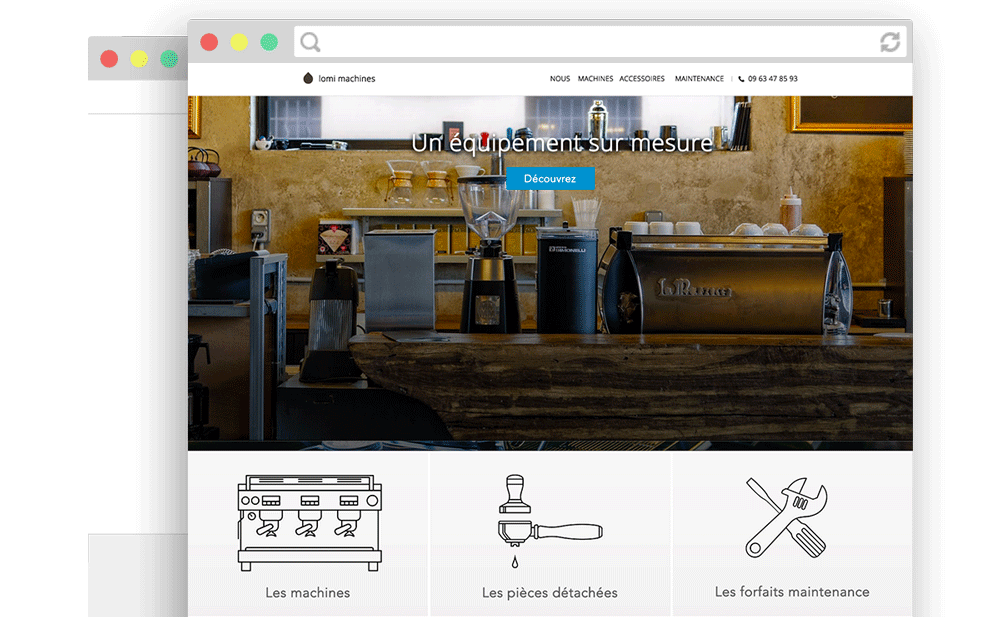 lomi machines
NOUS MACHINES ACCESSOIRES MAINTENANCE | 09 63 47 85 93
Un équipement sur mesure
Découvrez
Les machines
Les pièces détachées
Les forfaits maintenance